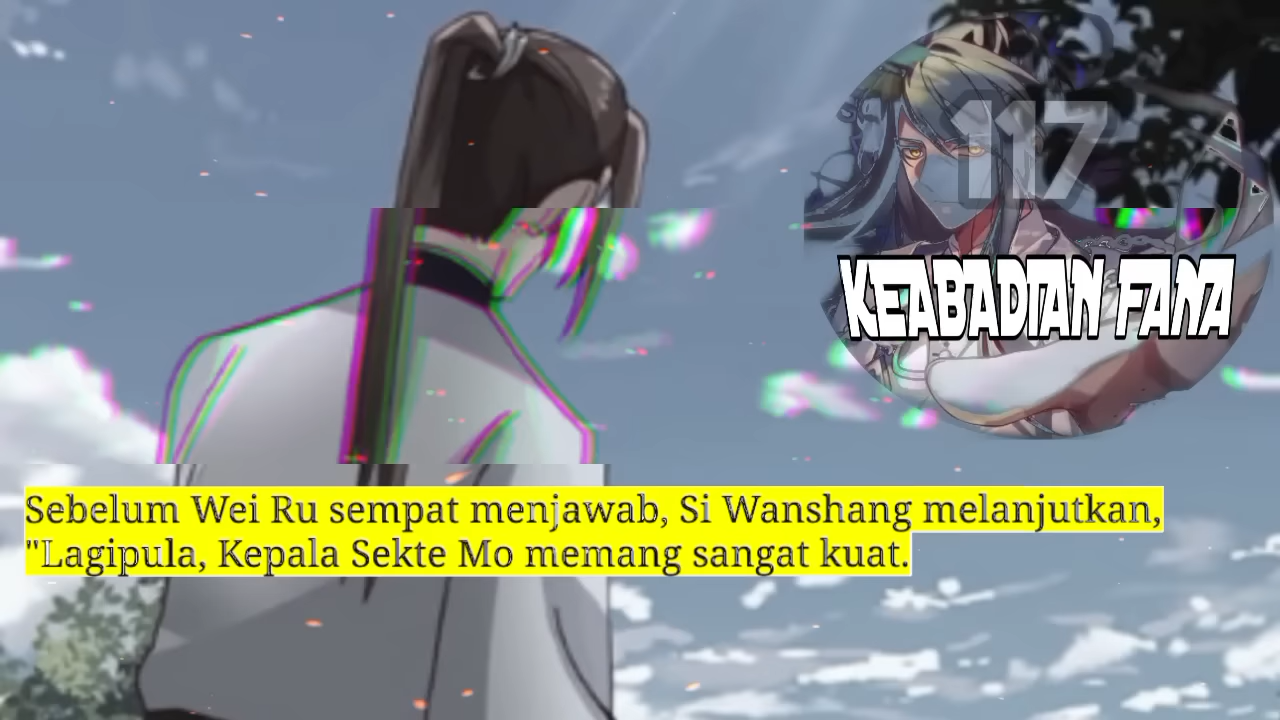 117
KEABADIAN FANA
Sebelum Wei Ru sempat menjawab, Si Wanshang melanjutkan,
"Lagipula, Kepala Sekte Mo memang sangat kuat.